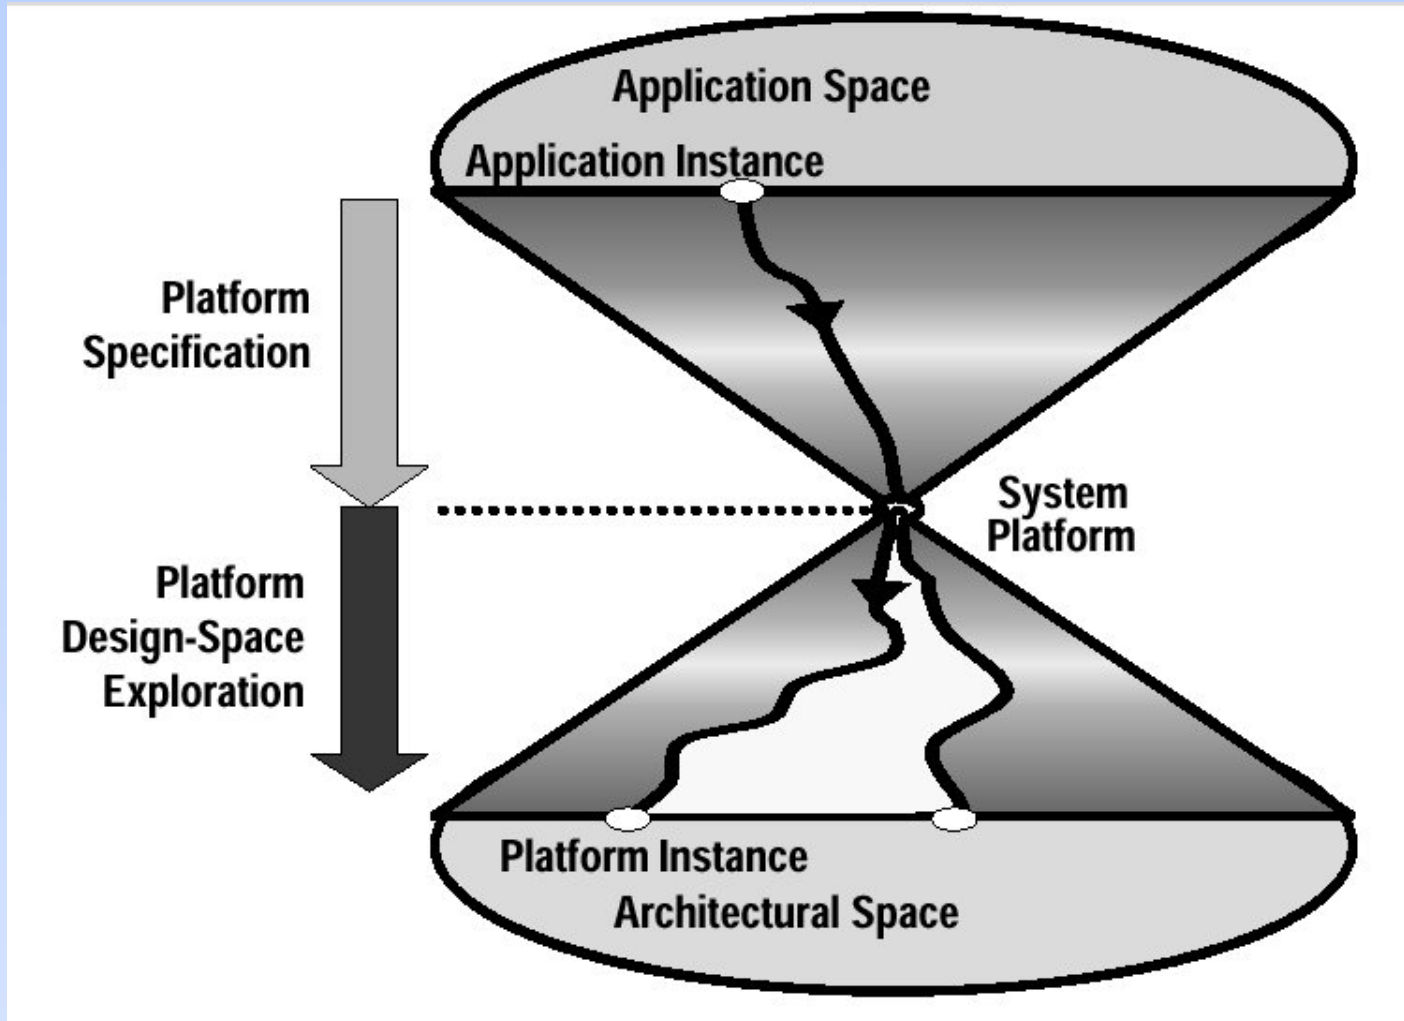 Application Space
Application Instance
Platform
Specification
System
Platform
Platform
Design-Space
Exploration
Platform Instance
Architectural Space